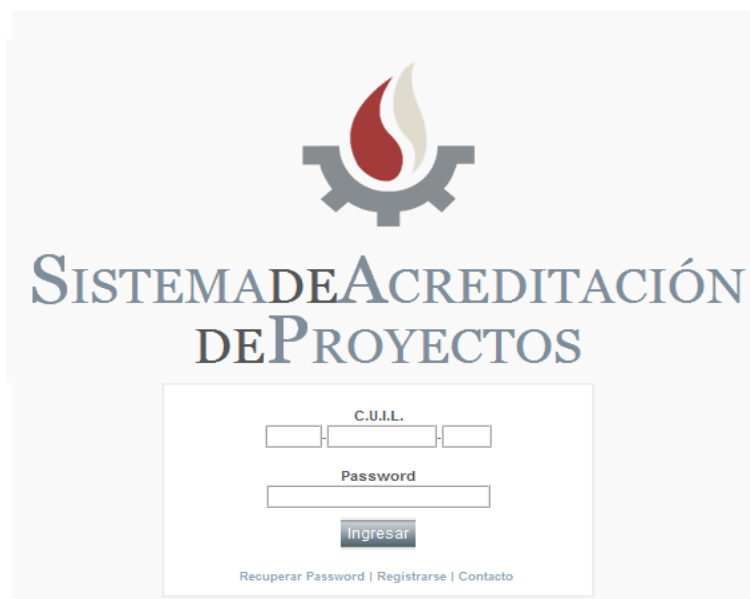 SISTEMADEACREDITACIÓN
DEPROYECTOS
C.U.I.L.
- -
Password
Ingresar
Recuperar Password | Registrarse | Contacto